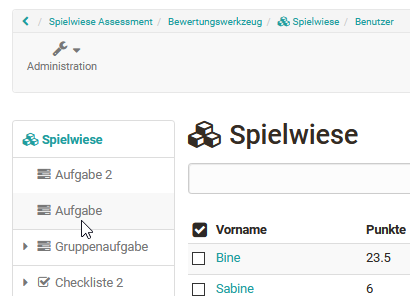 / Spielwiese Assessment / Bewertungswerkzeug / Spielwiese / Benutzer
Administration
Spielwiese
Aufgabe 2
Aufgabe
Gruppenaufgabe
Checkliste 2
Spielwiese
Vorname Punkte
Bine 23.5
Sabine 6